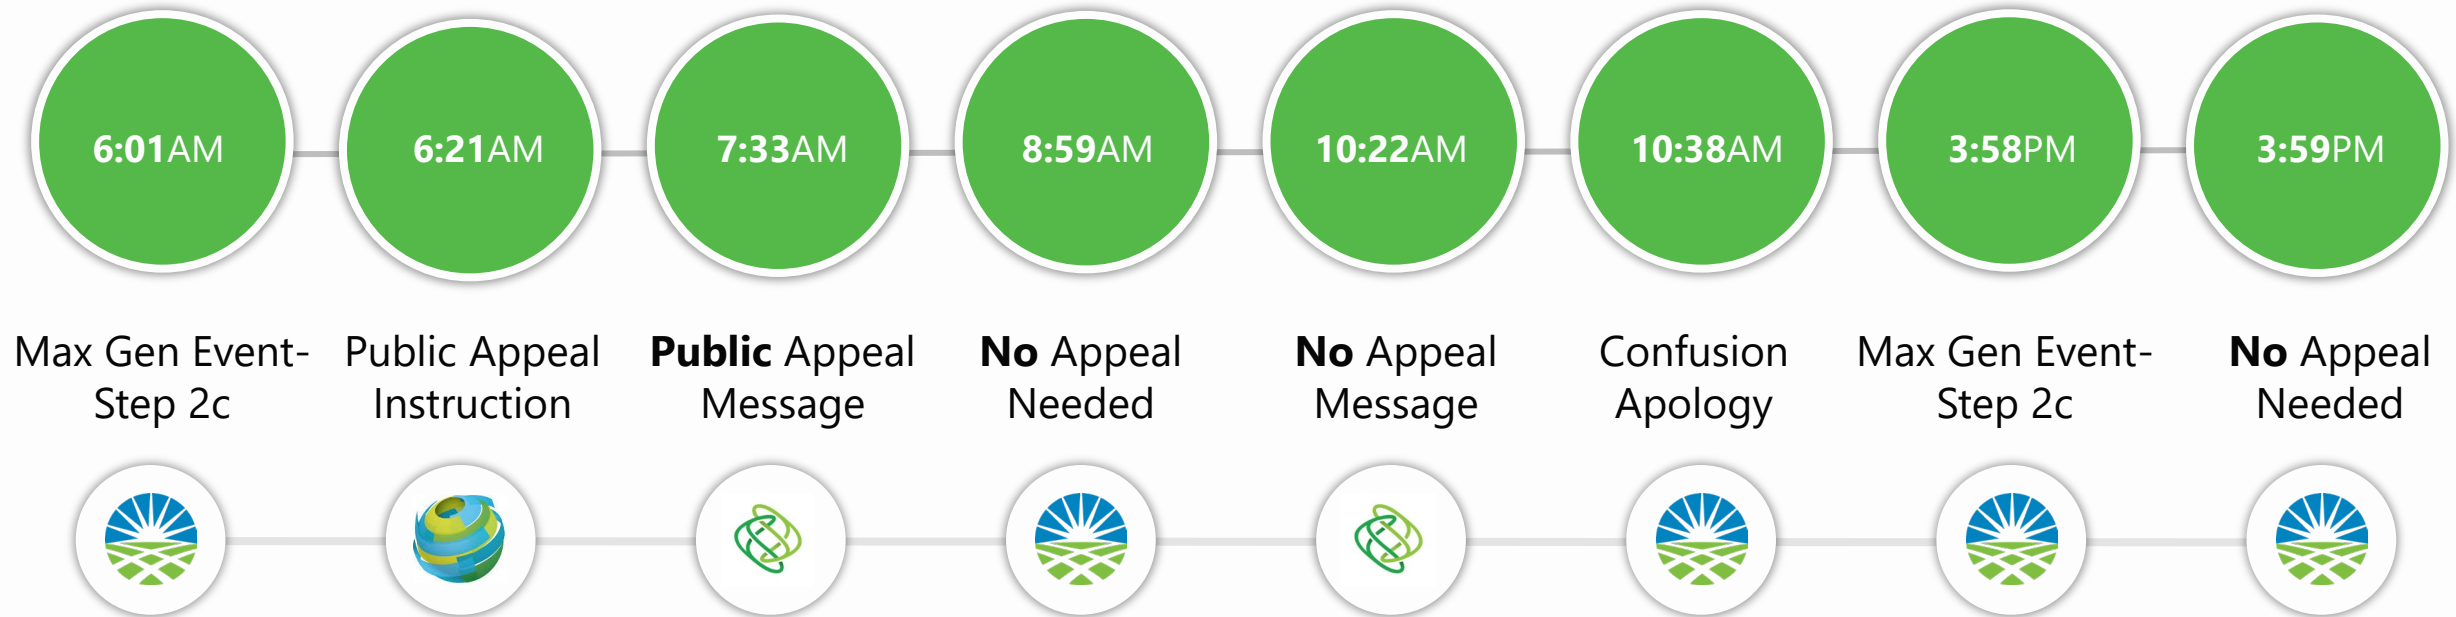 6:01AM
6:21AM
7:33AM
8:59AM
10:22AM
10:38AM
3:58PM
3:59PM
Max Gen Event-
Step 2c
Public Appeal
Instruction
Public Appeal
Message
No Appeal
Needed
No Appeal
Message
Confusion
Apology
Max Gen Event-
Step 2c
No Appeal
Needed